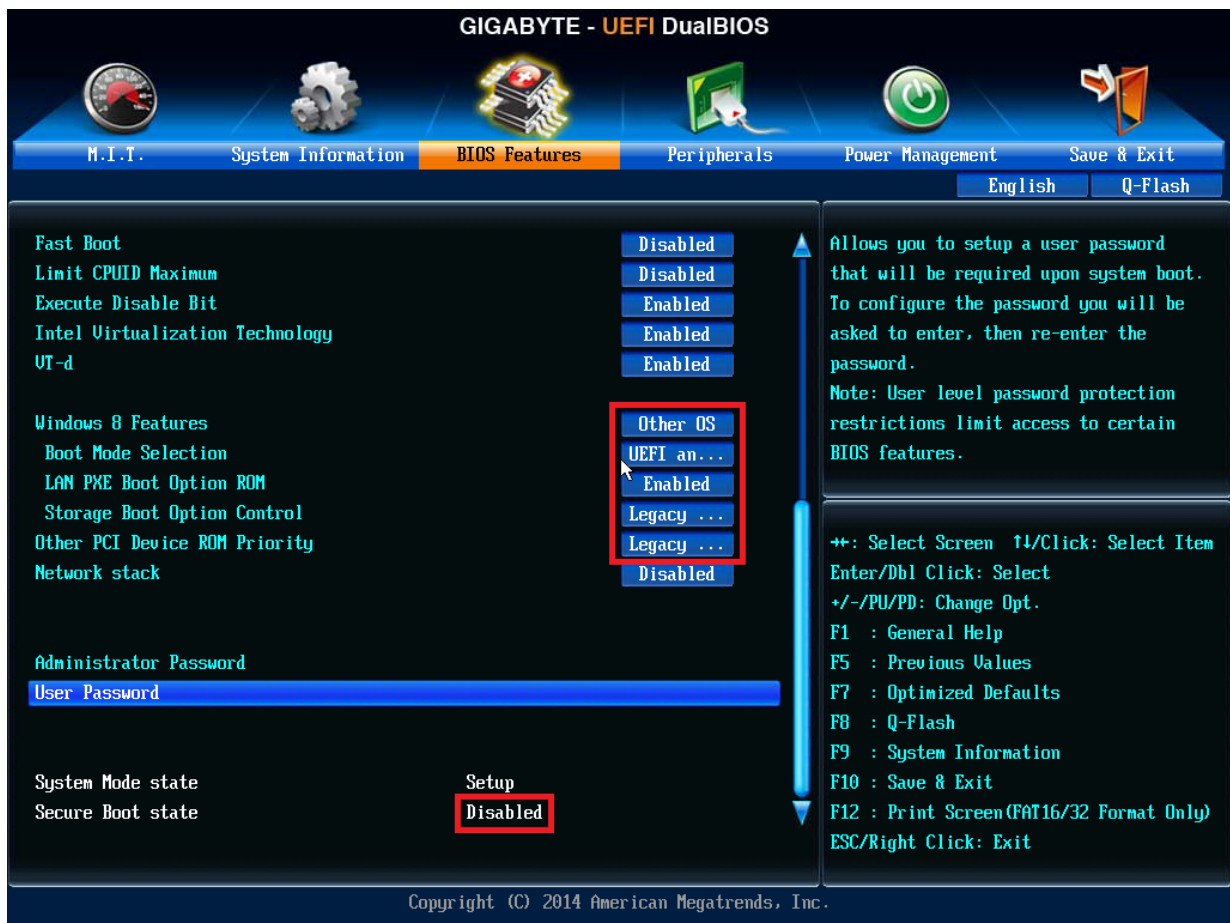 GIGABYTE - UEFI DualBIOS
M.I.T. System Information BIOS Features Peripherals Power Management Save & Exit
English Q-Flash
Fast Boot Disabled
Limit CPUID Maximum Disabled
Execute Disable Bit Enabled
Intel Virtualization Technology Enabled
VT-d Enabled
Windows 8 Features Other OS
Boot Mode Selection UEFI an...
LAN PXE Boot Option ROM Enabled
Storage Boot Option Control Legacy ...
Other PCI Device ROM Priority Legacy ...
Network stack Disabled
Administrator Password
User Password
System Mode state Setup
Secure Boot state Disabled
Allows you to setup a user password
that will be required upon system boot.
To configure the password you will be
asked to enter, then re-enter the
password.
Note: User level password protection
restrictions limit access to certain
BIOS features.
→←: Select Screen ↑↓/Click: Select Item
Enter/Dbl Click: Select
+/-/PU/PD: Change Opt.
F1 : General Help
F5 : Previous Values
F7 : Optimized Defaults
F8 : Q-Flash
F9 : System Information
F10 : Save & Exit
F12 : Print Screen(FAT16/32 Format Only)
ESC/Right Click: Exit
Copyright (C) 2014 American Megatrends, Inc.